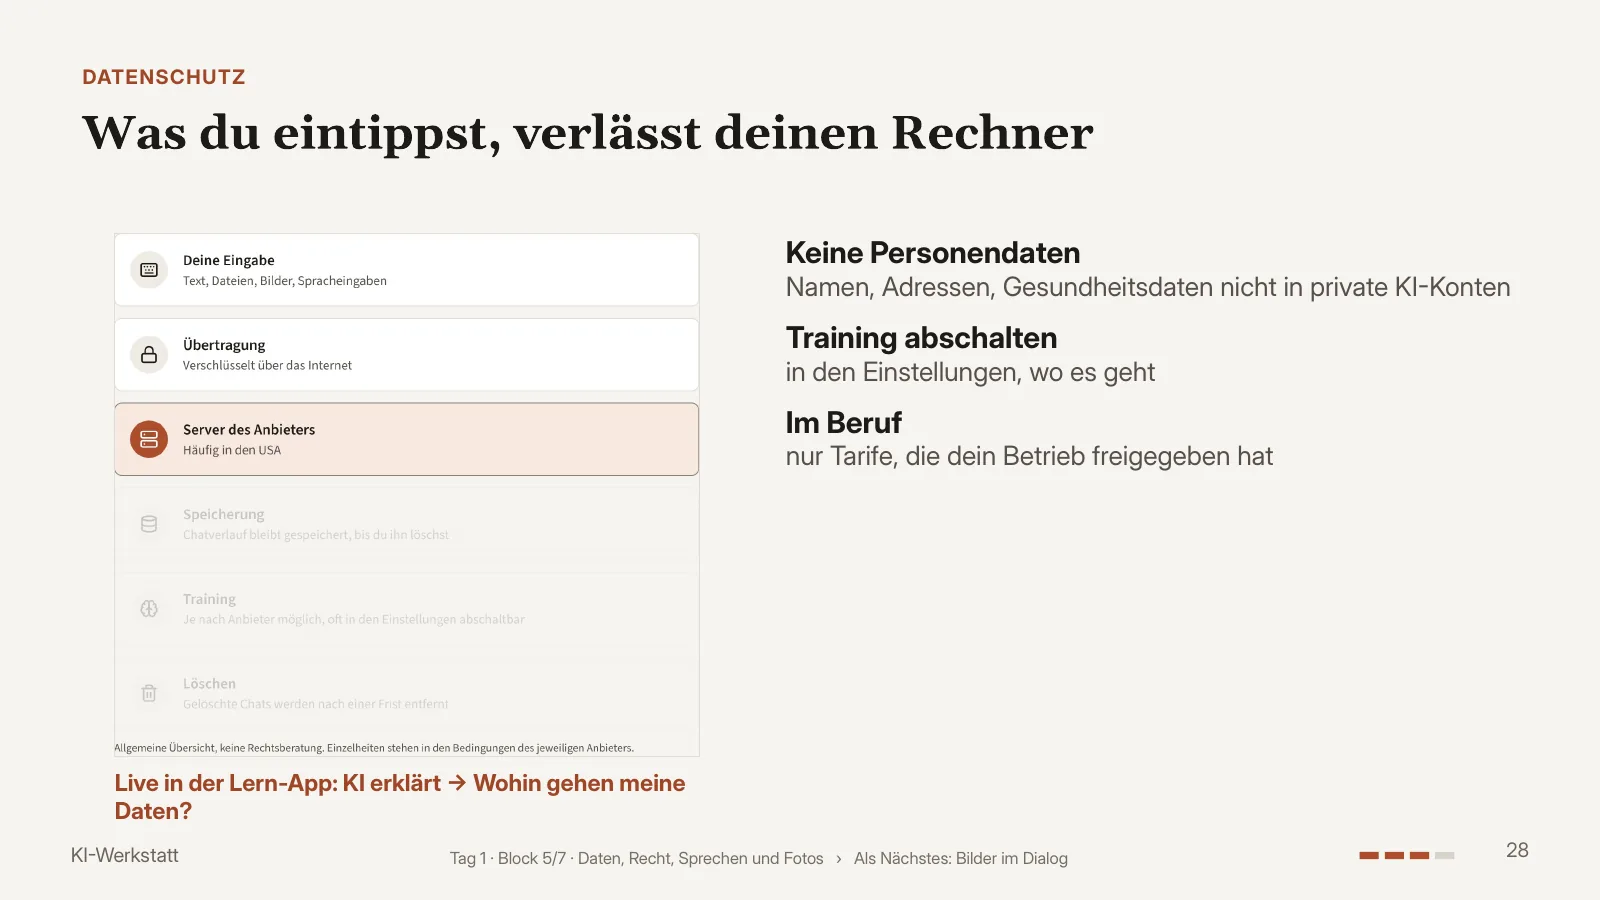 DATENSCHUTZ
Was du eintippst, verlässt deinen Rechner
Deine Eingabe
Text, Dateien, Bilder, Spracheingaben
Übertragung
Verschlüsselt über das Internet
Server des Anbieters
Häufig in den USA
Speicherung
Chatverlauf bleibt gespeichert, bis du ihn löschst
Training
Je nach Anbieter möglich, oft in den Einstellungen abschaltbar
Löschen
Gelöschte Chats werden nach einer Frist entfernt
Allgemeine Übersicht, keine Rechtsberatung. Einzelheiten stehen in den Bedingungen des jeweiligen Anbieters.
Live in der Lern-App: KI erklärt → Wohin gehen meine
Daten?
Keine Personendaten
Namen, Adressen, Gesundheitsdaten nicht in private KI-Konten
Training abschalten
in den Einstellungen, wo es geht
Im Beruf
nur Tarife, die dein Betrieb freigegeben hat
KI-Werkstatt
Tag 1 · Block 5/7 · Daten, Recht, Sprechen und Fotos › Als Nächstes: Bilder im Dialog
28